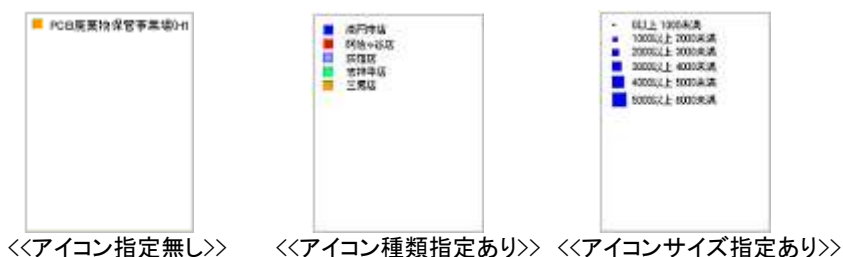 PCB廃棄物保管事業場
高円寺店
阿佐ヶ谷店
荻窪店
吉祥寺店
三鷹店
0以上 1000未満
1000以上 2000未満
2000以上 3000未満
3000以上 4000未満
4000以上 5000未満
5000以上 6000未満
<<アイコン指定無し>>
<<アイコン種類指定あり>>
<<アイコンサイズ指定あり>>